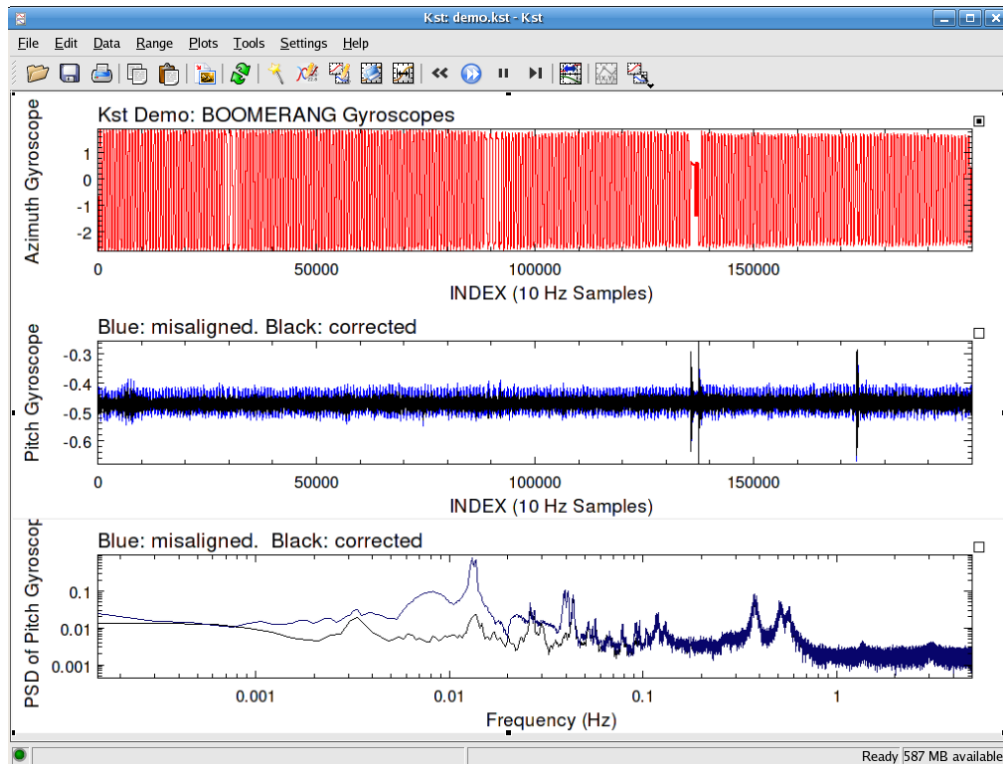 Kst: demo.kst - Kst
File Edit Data Range Plots Tools Settings Help
Kst Demo: BOOMERANG Gyroscopes
Azimuth Gyroscope
1
0
-1
-2
0 50000 100000 150000
INDEX (10 Hz Samples)
Blue: misaligned. Black: corrected
Pitch Gyroscope
-0.3
-0.4
-0.5
-0.6
0 50000 100000 150000
INDEX (10 Hz Samples)
Blue: misaligned. Black: corrected
PSD of Pitch Gyroscop
0.1
0.01
0.001
0.001 0.01 0.1 1
Frequency (Hz)
Ready 587 MB available